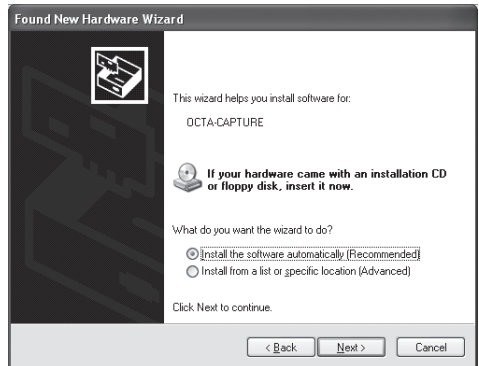 Found New Hardware Wizard
This wizard helps you install software for:
OCTA-CAPTURE
If your hardware came with an installation CD
or floppy disk, insert it now.
What do you want the wizard to do?
Install the software automatically (Recommended)
Install from a list or specific location (Advanced)
Click Next to continue.
< Back Next > Cancel